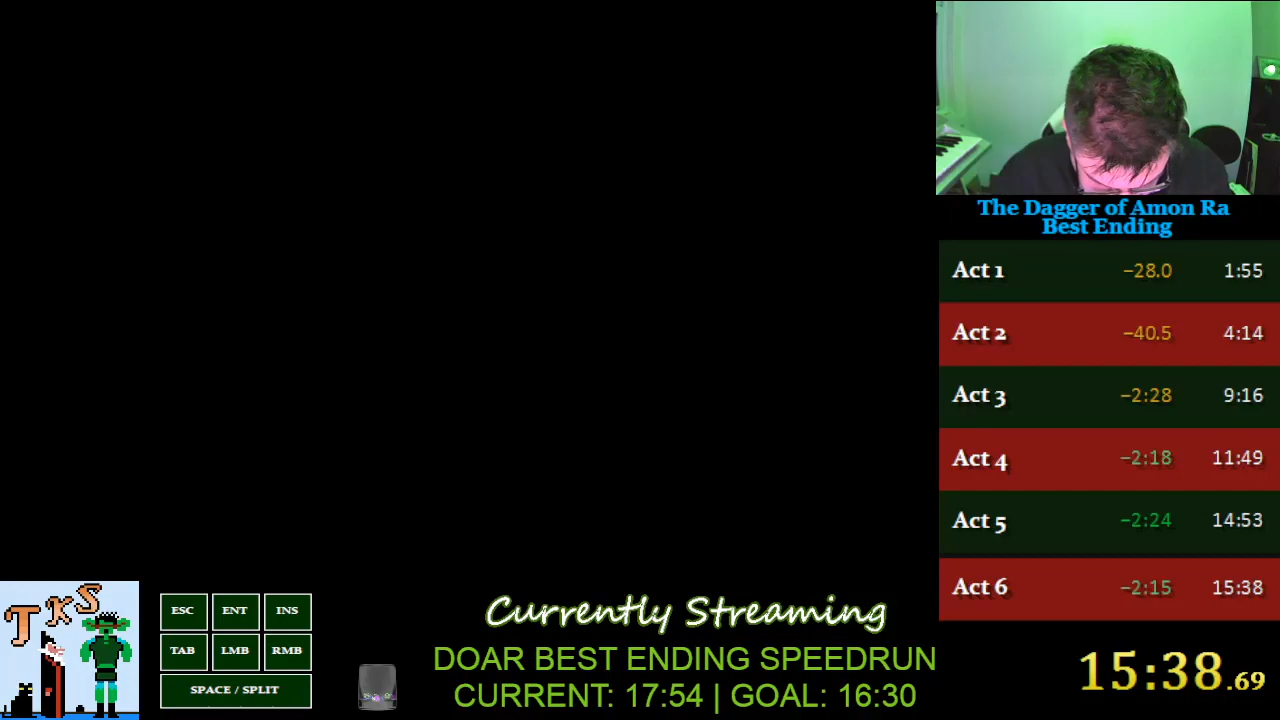 The Dagger of Amon Ra
Best Ending
Act 1 -28.0 1:55
Act 2 -40.5 4:14
Act 3 -2:28 9:16
Act 4 -2:18 11:49
Act 5 -2:24 14:53
Act 6 -2:15 15:38
15:38.69
TKS
ESC ENT INS
TAB LMB RMB
SPACE / SPLIT
Currently Streaming
DOAR BEST ENDING SPEEDRUN
CURRENT: 17:54 | GOAL: 16:30